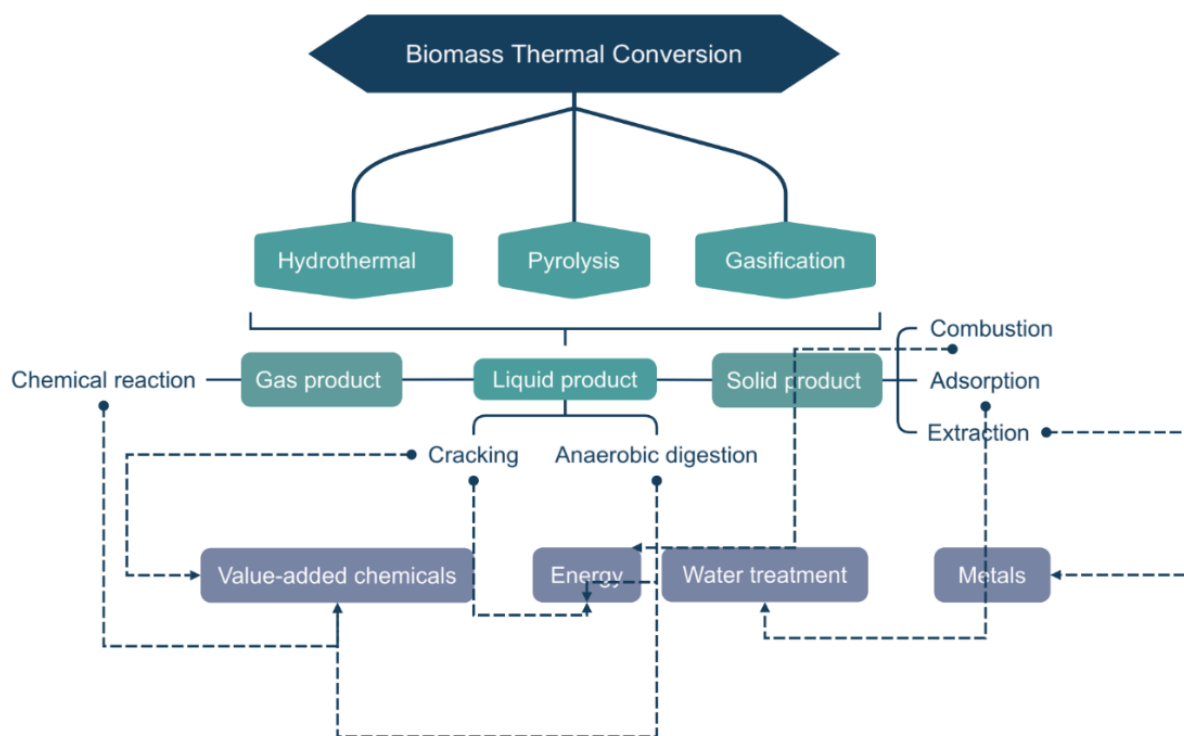 Biomass Thermal Conversion
Hydrothermal
Pyrolysis
Gasification
Combustion
Chemical reaction
Gas product
Liquid product
Solid product
Adsorption
Extraction
Cracking
Anaerobic digestion
Value-added chemicals
Energy
Water treatment
Metals